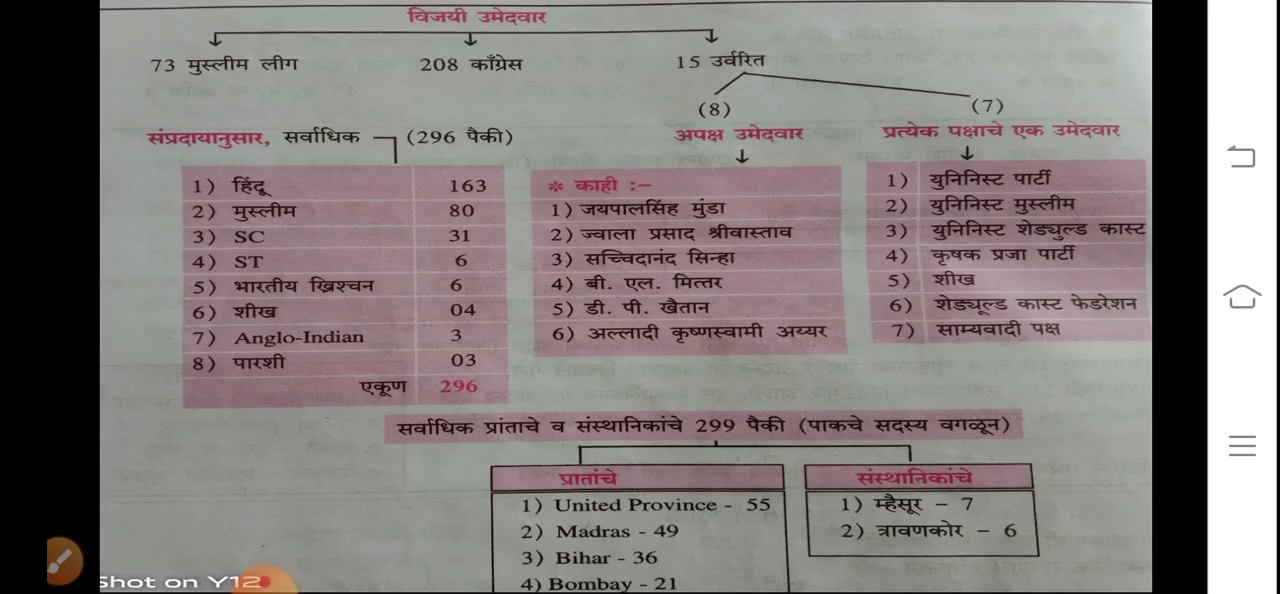 विजयी उमेदवार
73 मुस्लीम लीग
208 काँग्रेस
15 उर्वरित
(8)
(7)
अपक्ष उमेदवार
प्रत्येक पक्षाचे एक उमेदवार
संप्रदायानुसार, सर्वाधिक (296 पैकी)
1) हिंदू 163
2) मुस्लीम 80
3) SC 31
4) ST 6
5) भारतीय ख्रिश्चन 6
6) शीख 04
7) Anglo-Indian 3
8) पारशी 03
एकूण 296
* काही :-
1) जयपालसिंह मुंडा
2) ज्वाला प्रसाद श्रीवास्ताव
3) सच्चिदानंद सिन्हा
4) बी. एल. मित्तर
5) डी. पी. खैतान
6) अल्लादी कृष्णस्वामी अय्यर
1) युनिनिस्ट पार्टी
2) युनिनिस्ट मुस्लीम
3) युनिनिस्ट शेड्युल्ड कास्ट
4) कृषक प्रजा पार्टी
5) शीख
6) शेड्यूल्ड कास्ट फेडरेशन
7) साम्यवादी पक्ष
सर्वाधिक प्रांताचे व संस्थानिकांचे 299 पैकी (पाकचे सदस्य वगळून)
प्रातांचे
1) United Province - 55
2) Madras - 49
3) Bihar - 36
4) Bombay - 21
संस्थानिकांचे
1) म्हैसूर - 7
2) त्रावणकोर - 6
Shot on Y12